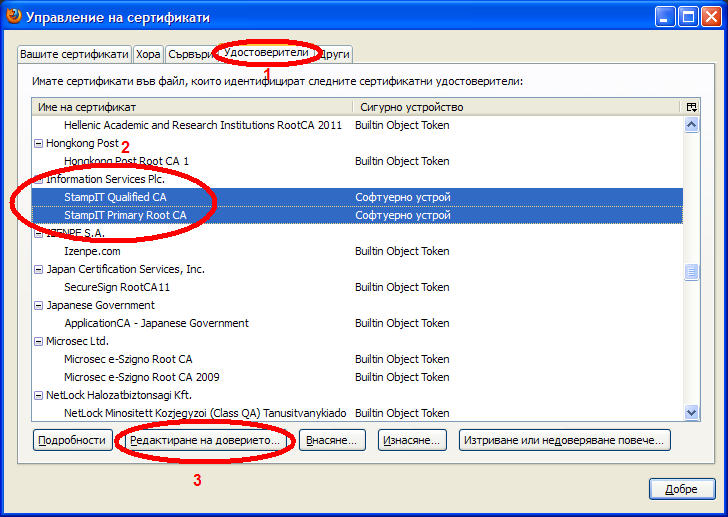 Управление на сертификати
Вашите сертификати Хора Сървъри Удостоверители Други
1
Имате сертификати във файл, които идентифицират следните сертификатни удостоверители:
Име на сертификат Сигурно устройство
Hellenic Academic and Research Institutions RootCA 2011 Builtin Object Token
Hongkong Post 2
Hongkong Post Root CA 1 Builtin Object Token
Information Services Plc.
StampIT Qualified CA Софтуерно устрой
StampIT Primary Root CA Софтуерно устрой
IZENPE S.A.
Izenpe.com Builtin Object Token
Japan Certification Services, Inc.
SecureSign RootCA11 Builtin Object Token
Japanese Government
ApplicationCA - Japanese Government Builtin Object Token
Microsec Ltd.
Microsec e-Szigno Root CA Builtin Object Token
Microsec e-Szigno Root CA 2009 Builtin Object Token
NetLock Halozatbiztonsagi Kft.
NetLock Minositett Kozjegyzoi (Class QA) Tanusitvanykiado Builtin Object Token
Подробности Редактиране на доверието... Внасяне... Изнасяне... Изтриване или недоверяване повече...
3
Добре